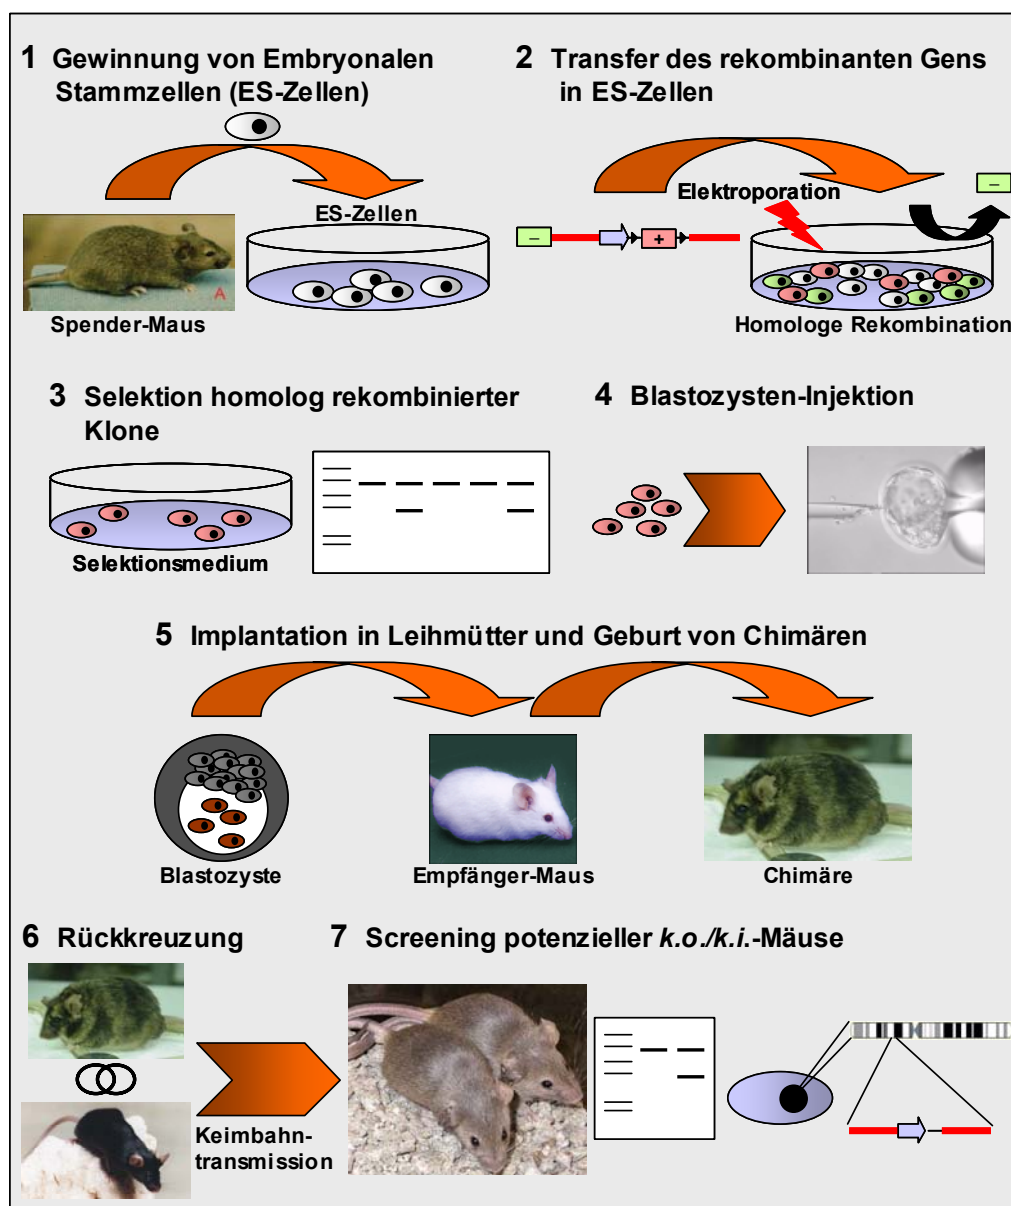 1 Gewinnung von Embryonalen
Stammzellen (ES-Zellen)
ES-Zellen
A
Spender-Maus
2 Transfer des rekombinanten Gens
in ES-Zellen
Elektroporation
−
− +
Homologe Rekombination
3 Selektion homolog rekombinierter
Klone
Selektionsmedium
4 Blastozysten-Injektion
5 Implantation in Leihmütter und Geburt von Chimären
Blastozyste
Empfänger-Maus
Chimäre
6 Rückkreuzung
Keimbahn-
transmission
7 Screening potenzieller k.o./k.i.-Mäuse